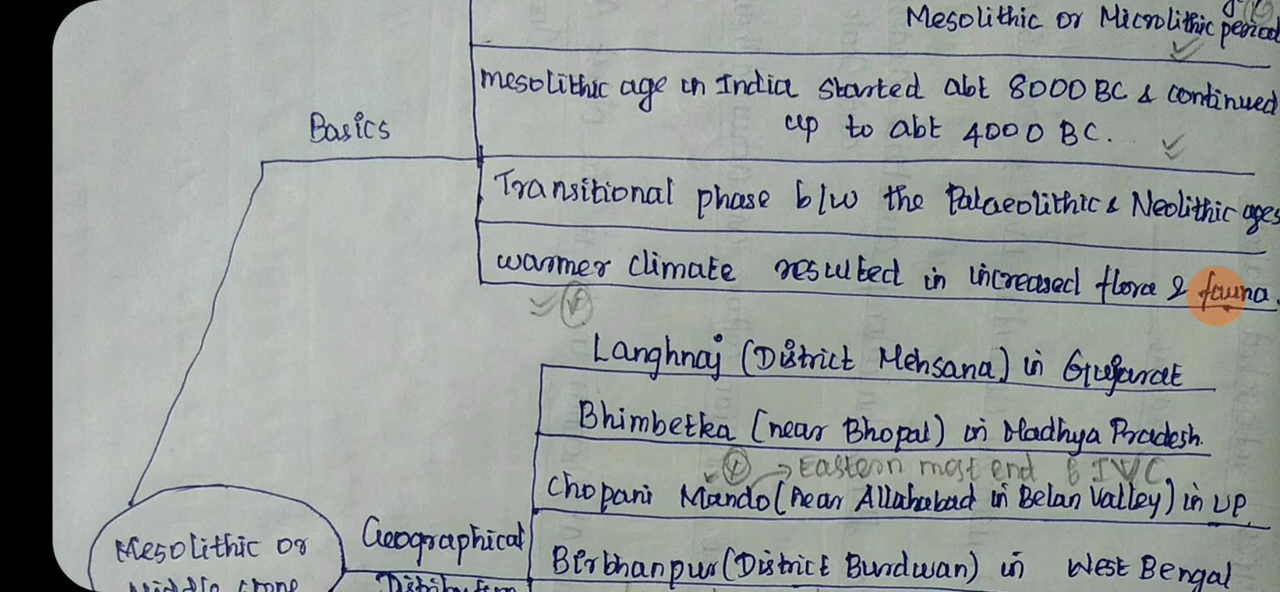 Mesolithic or Microlithic period
Mesolithic age in India started abt 8000 BC & continued
up to abt 4000 BC.
Basics
Transitional phase b/w the Palaeolithic & Neolithic ages
warmer climate resulted in increased flora & fauna.
Langhnaj (District Mehsana) in Gujarat
Bhimbetka (near Bhopal) in Madhya Pradesh.
→ Eastern most end IVC
Chopani Mando (near Allahabad in Belan Valley) in UP
Geographical
Distribution
Birbhanpur (District Burdwan) in West Bengal
Mesolithic or
Middle stone